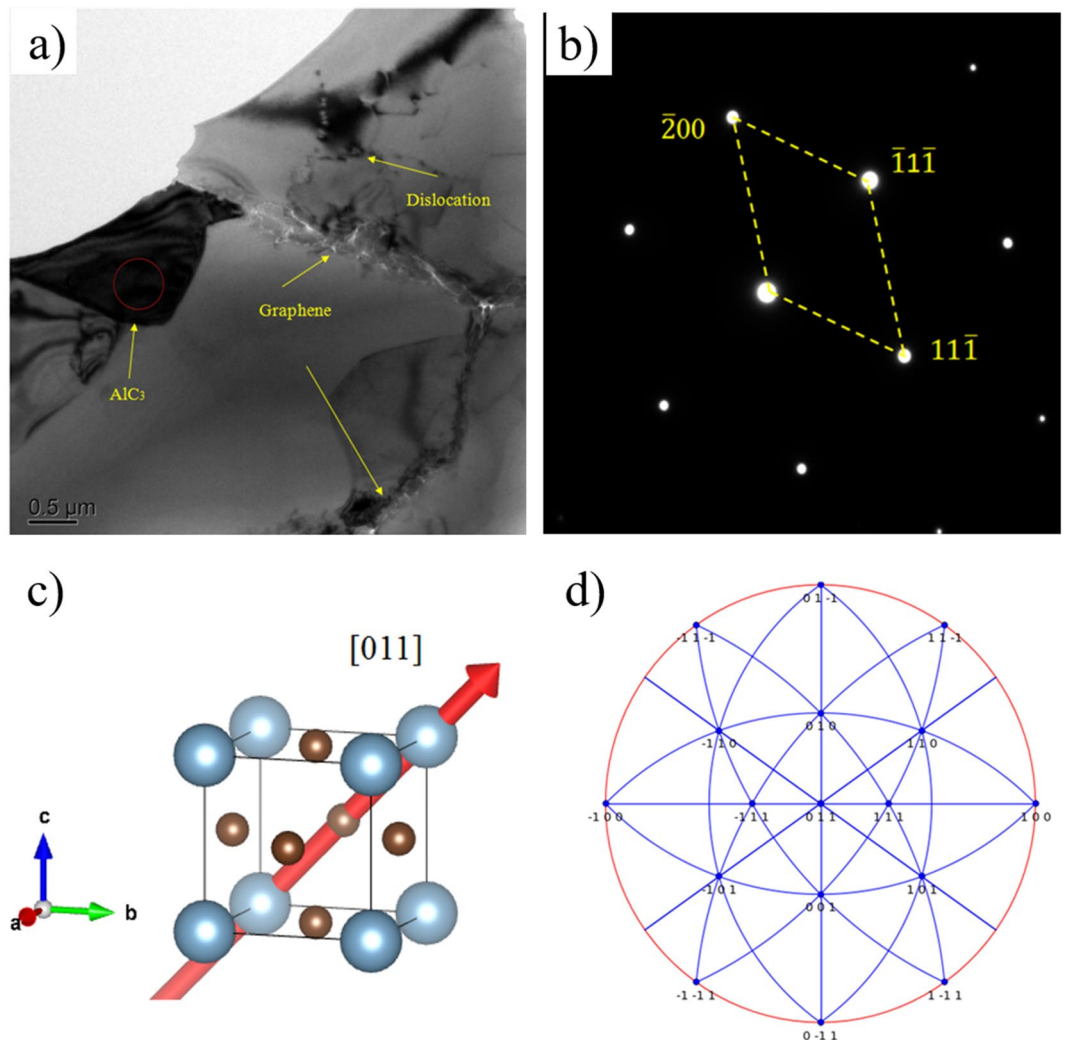 a)
Dislocation
Graphene
AlC₃
0.5 µm
b)
2̅00
1̅11̅
111̅
c)
[011]
c
b
a
d)
0 1 -1
-1 1 -1
1 1 -1
0 1 0
-1 1 0
1 1 0
-1 0 0
-1 1 1
0 1 1
1 1 1
1 0 0
-1 0 1
1 0 1
0 0 1
-1 -1 1
1 -1 1
0 -1 1